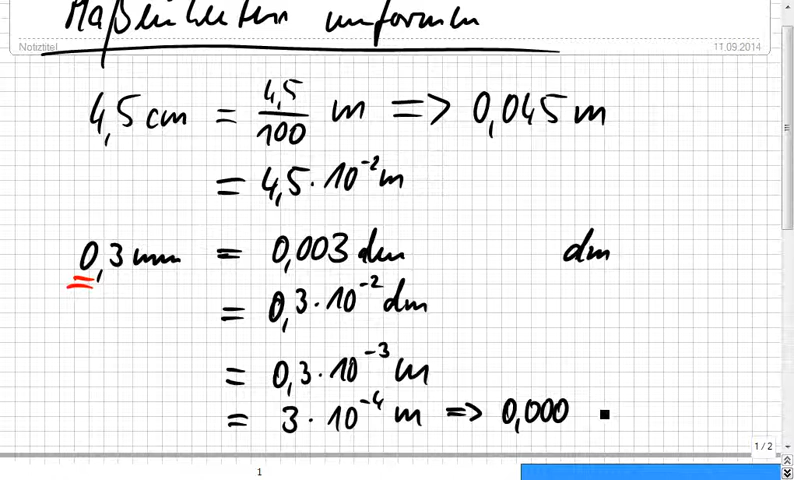 Maßeinheiten umformen
Notiztitel
11.09.2014
4,5 cm = 4,5/100 m => 0,045 m
= 4,5 · 10⁻² m
0,3 mm = 0,003 dm dm
= 0,3 · 10⁻² dm
= 0,3 · 10⁻³ m
= 3 · 10⁻⁴ m => 0,000
1 / 2
1